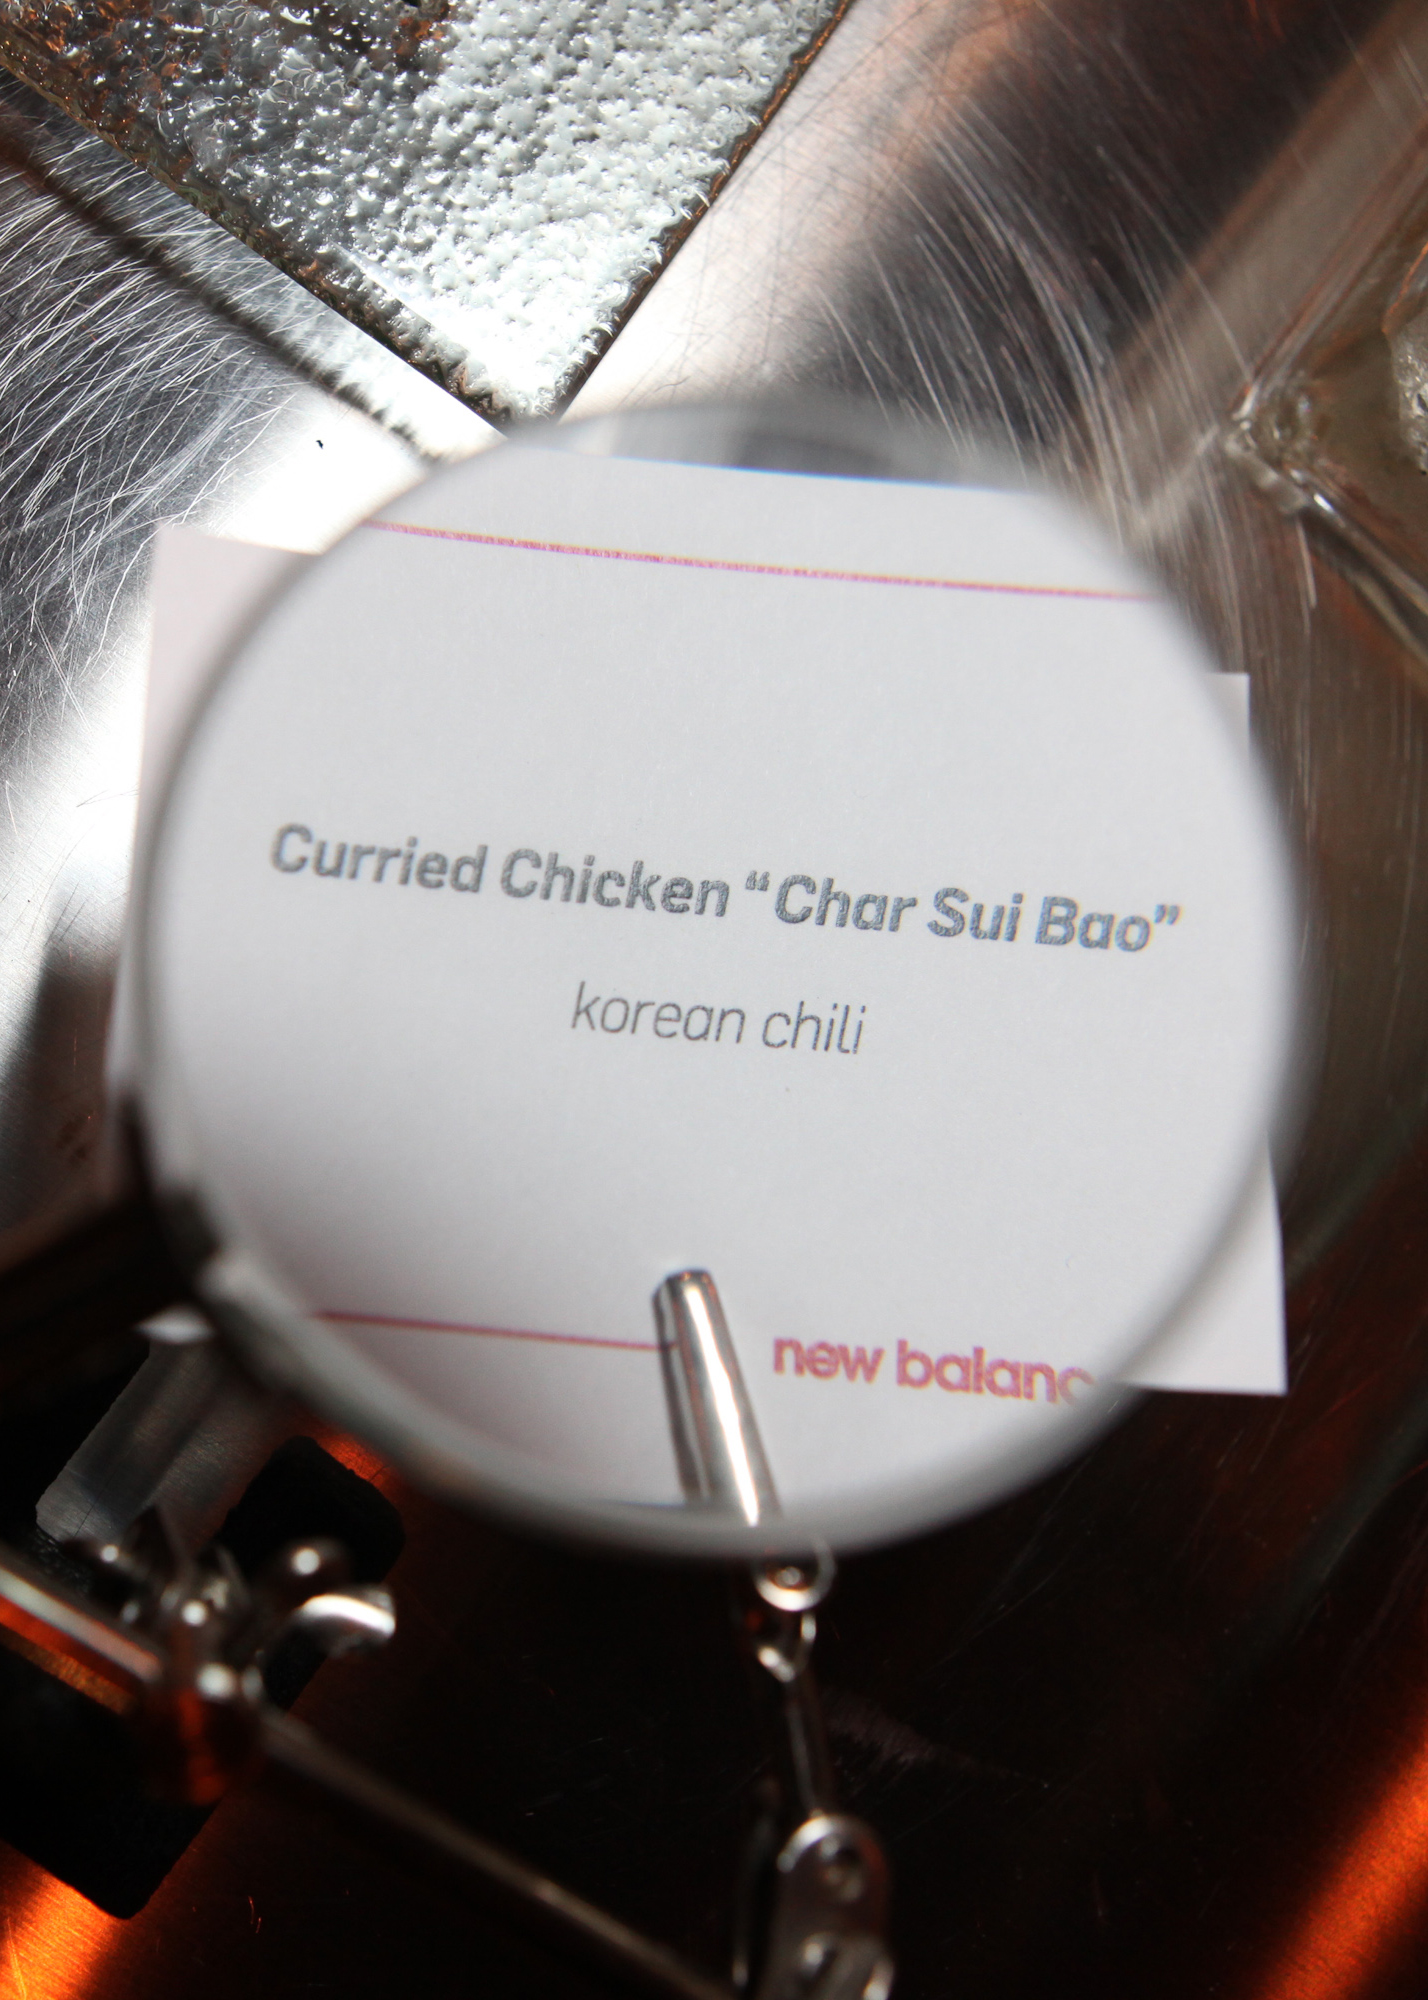 Curried Chicken “Char Sui Bao”
korean chili
new balanc